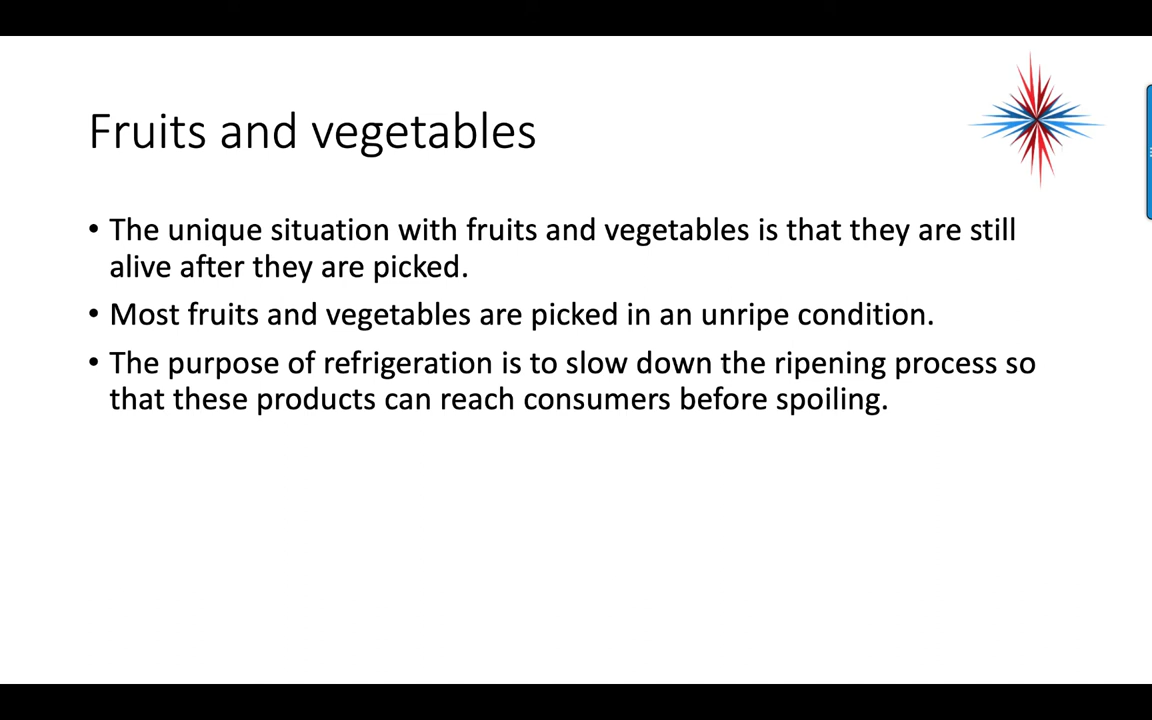 Fruits and vegetables
• The unique situation with fruits and vegetables is that they are still
alive after they are picked.
• Most fruits and vegetables are picked in an unripe condition.
• The purpose of refrigeration is to slow down the ripening process so
that these products can reach consumers before spoiling.